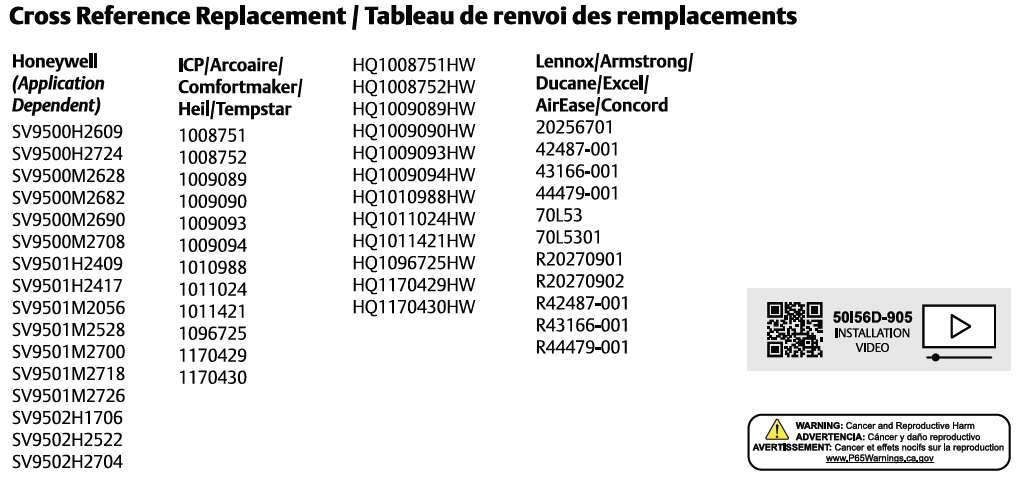 Cross Reference Replacement / Tableau de renvoi des remplacements
Honeywell
(Application
Dependent)
SV9500H2609
SV9500H2724
SV9500M2628
SV9500M2682
SV9500M2690
SV9500M2708
SV9501H2409
SV9501H2417
SV9501M2056
SV9501M2528
SV9501M2700
SV9501M2718
SV9501M2726
SV9502H1706
SV9502H2522
SV9502H2704
ICP/Arcoaire/
Comfortmaker/
Heil/Tempstar
1008751
1008752
1009089
1009090
1009093
1009094
1010988
1011024
1011421
1096725
1170429
1170430
HQ1008751HW
HQ1008752HW
HQ1009089HW
HQ1009090HW
HQ1009093HW
HQ1009094HW
HQ1010988HW
HQ1011024HW
HQ1011421HW
HQ1096725HW
HQ1170429HW
HQ1170430HW
Lennox/Armstrong/
Ducane/Excel/
AirEase/Concord
20256701
42487-001
43166-001
44479-001
70L53
70L5301
R20270901
R20270902
R42487-001
R43166-001
R44479-001
50I56D-905
INSTALLATION
VIDEO
WARNING: Cancer and Reproductive Harm
ADVERTENCIA: Cáncer y daño reproductivo
AVERTISSEMENT: Cancer et effets nocifs sur la reproduction
www.P65Warnings.ca.gov